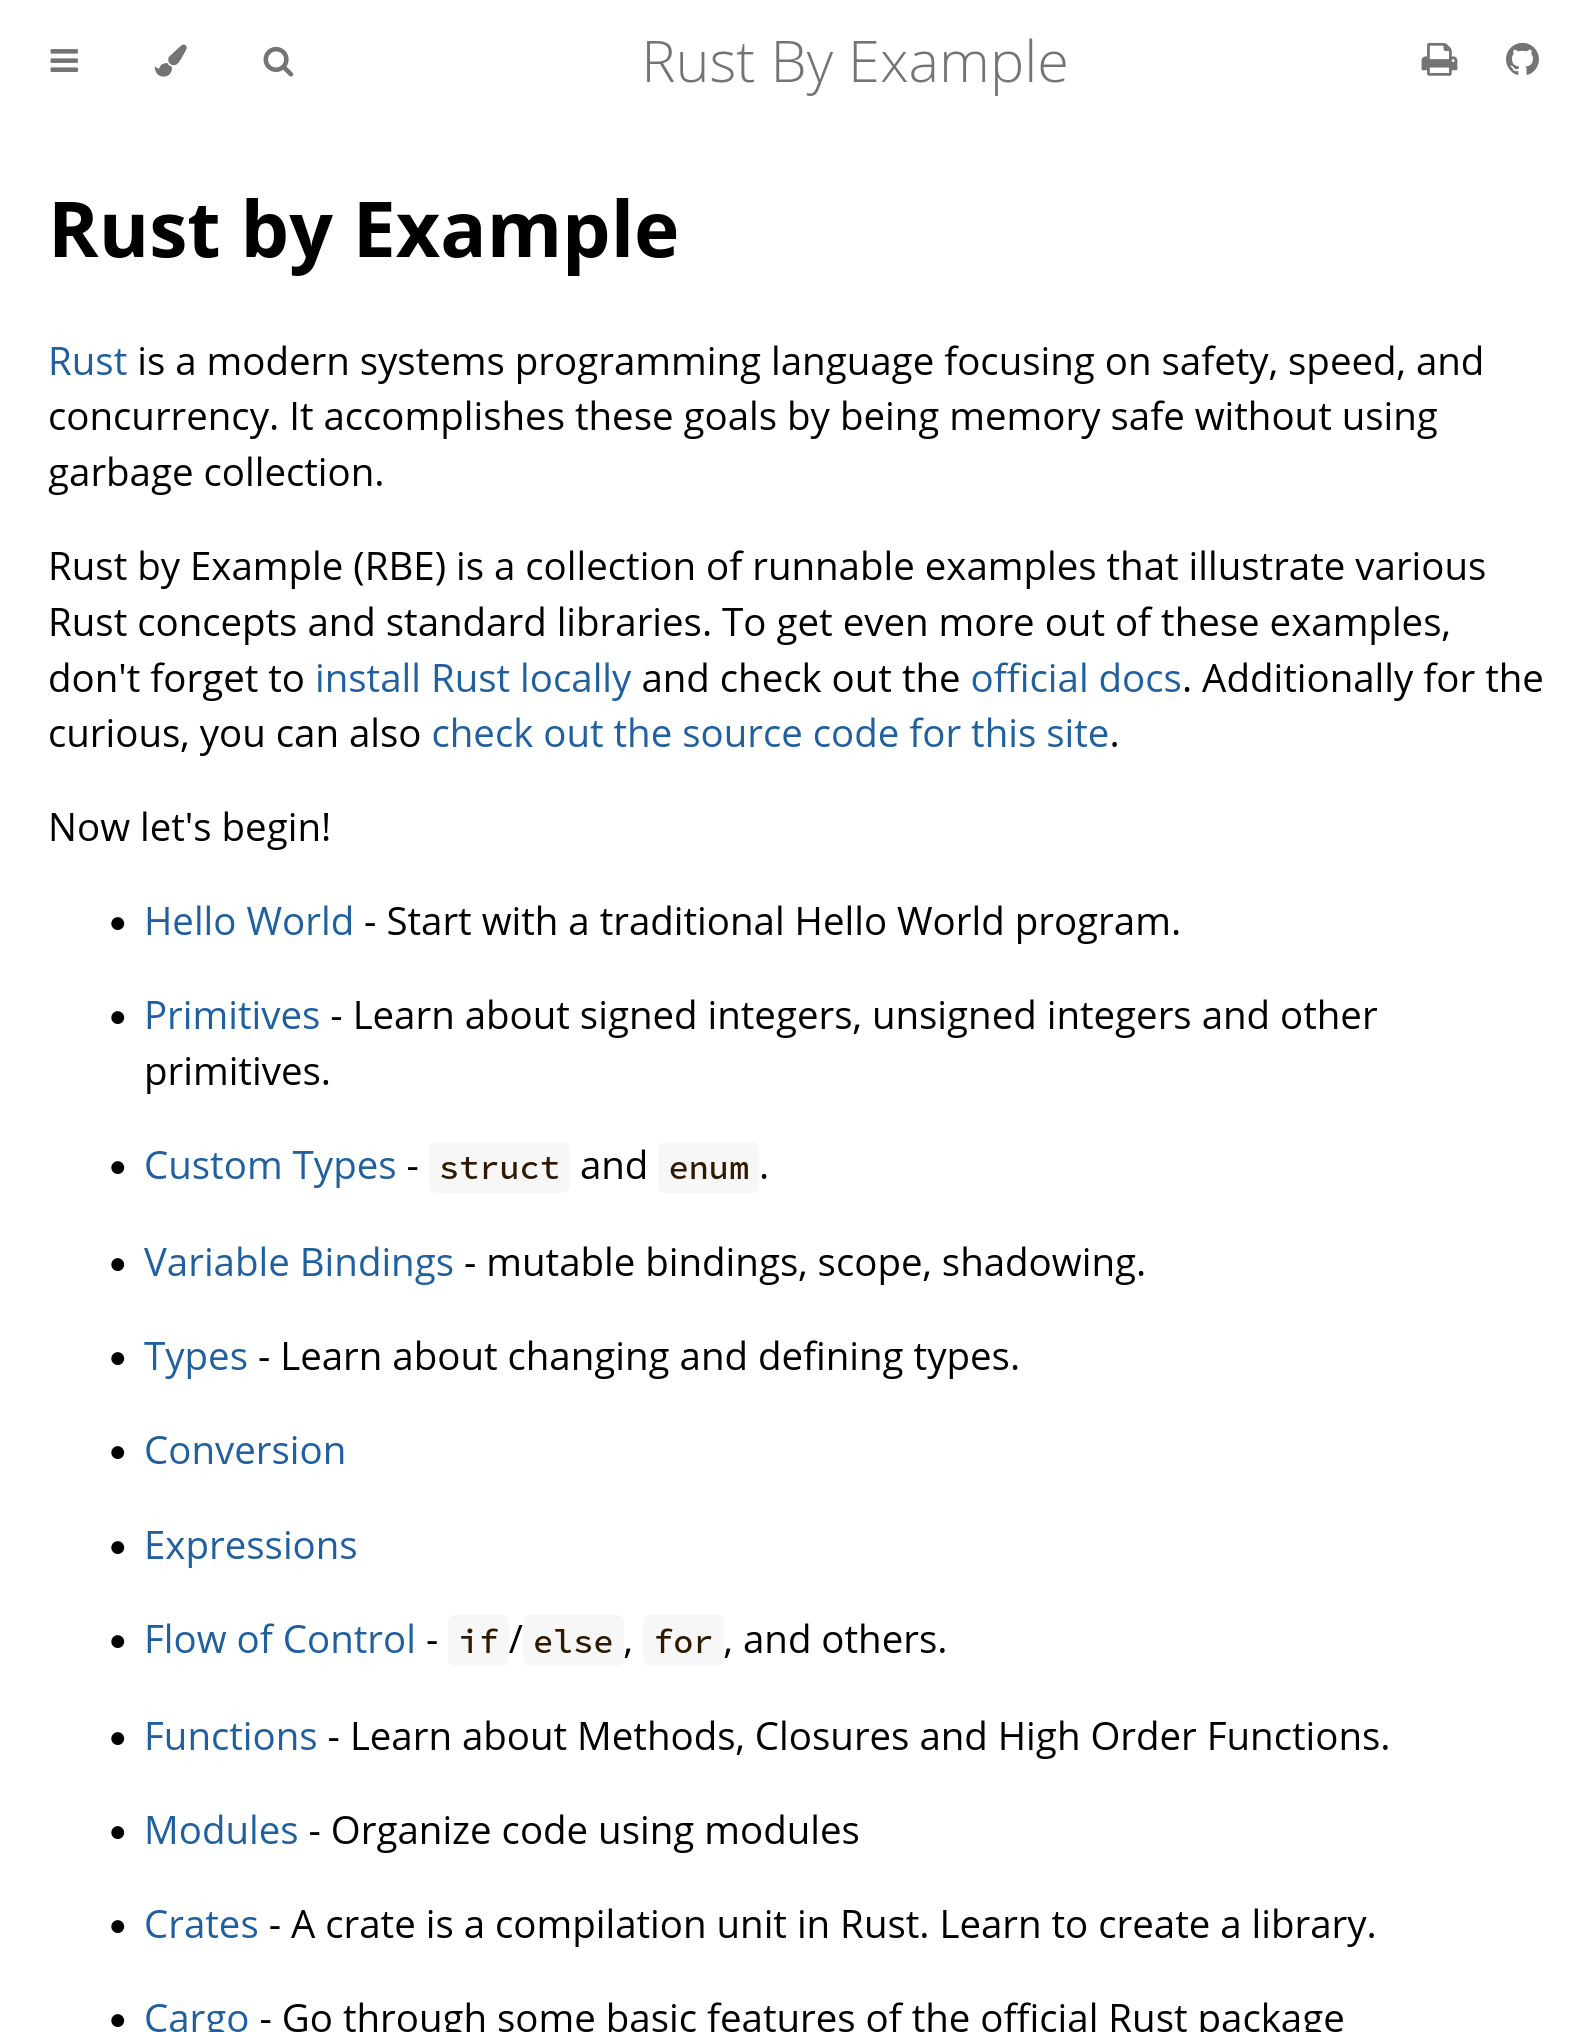 Rust By Example
Rust by Example
Rust is a modern systems programming language focusing on safety, speed, and
concurrency. It accomplishes these goals by being memory safe without using
garbage collection.
Rust by Example (RBE) is a collection of runnable examples that illustrate various
Rust concepts and standard libraries. To get even more out of these examples,
don't forget to install Rust locally and check out the official docs. Additionally for the
curious, you can also check out the source code for this site.
Now let's begin!
• Hello World - Start with a traditional Hello World program.
• Primitives - Learn about signed integers, unsigned integers and other
primitives.
• Custom Types - struct and enum.
• Variable Bindings - mutable bindings, scope, shadowing.
• Types - Learn about changing and defining types.
• Conversion
• Expressions
• Flow of Control - if/else, for, and others.
• Functions - Learn about Methods, Closures and High Order Functions.
• Modules - Organize code using modules
• Crates - A crate is a compilation unit in Rust. Learn to create a library.
• Cargo - Go through some basic features of the official Rust package